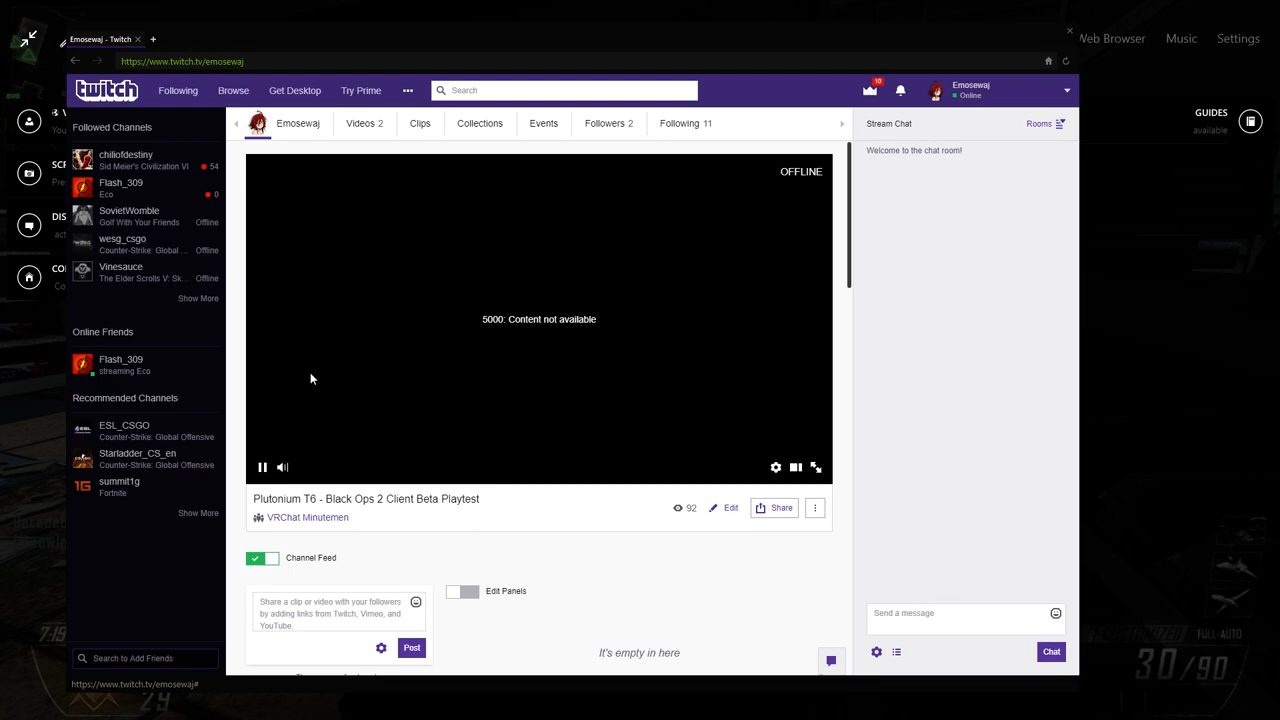 Emosewaj - Twitch
https://www.twitch.tv/emosewaj
Web Browser
Music
Settings
twitch
Following
Browse
Get Desktop
Try Prime
Search
10
Emosewaj
Online
Followed Channels
chiliofdestiny
Sid Meier's Civilization VI
54
Flash_309
Eco
0
SovietWomble
Golf With Your Friends
Offline
wesg_csgo
Counter-Strike: Global ...
Offline
Vinesauce
The Elder Scrolls V: Sk...
Offline
Show More
Online Friends
Flash_309
streaming Eco
Recommended Channels
ESL_CSGO
Counter-Strike: Global Offensive
Starladder_CS_en
Counter-Strike: Global Offensive
summit1g
Fortnite
Show More
Search to Add Friends
https://www.twitch.tv/emosewaj#
Emosewaj
Videos 2
Clips
Collections
Events
Followers 2
Following 11
OFFLINE
5000: Content not available
Plutonium T6 - Black Ops 2 Client Beta Playtest
VRChat Minutemen
92
Edit
Share
Channel Feed
Share a clip or video with your followers
by adding links from Twitch, Vimeo, and
YouTube.
Post
Edit Panels
It's empty in here
Stream Chat
Rooms
Welcome to the chat room!
Send a message
Chat
GUIDES
available
FULL-AUTO
30/90
29